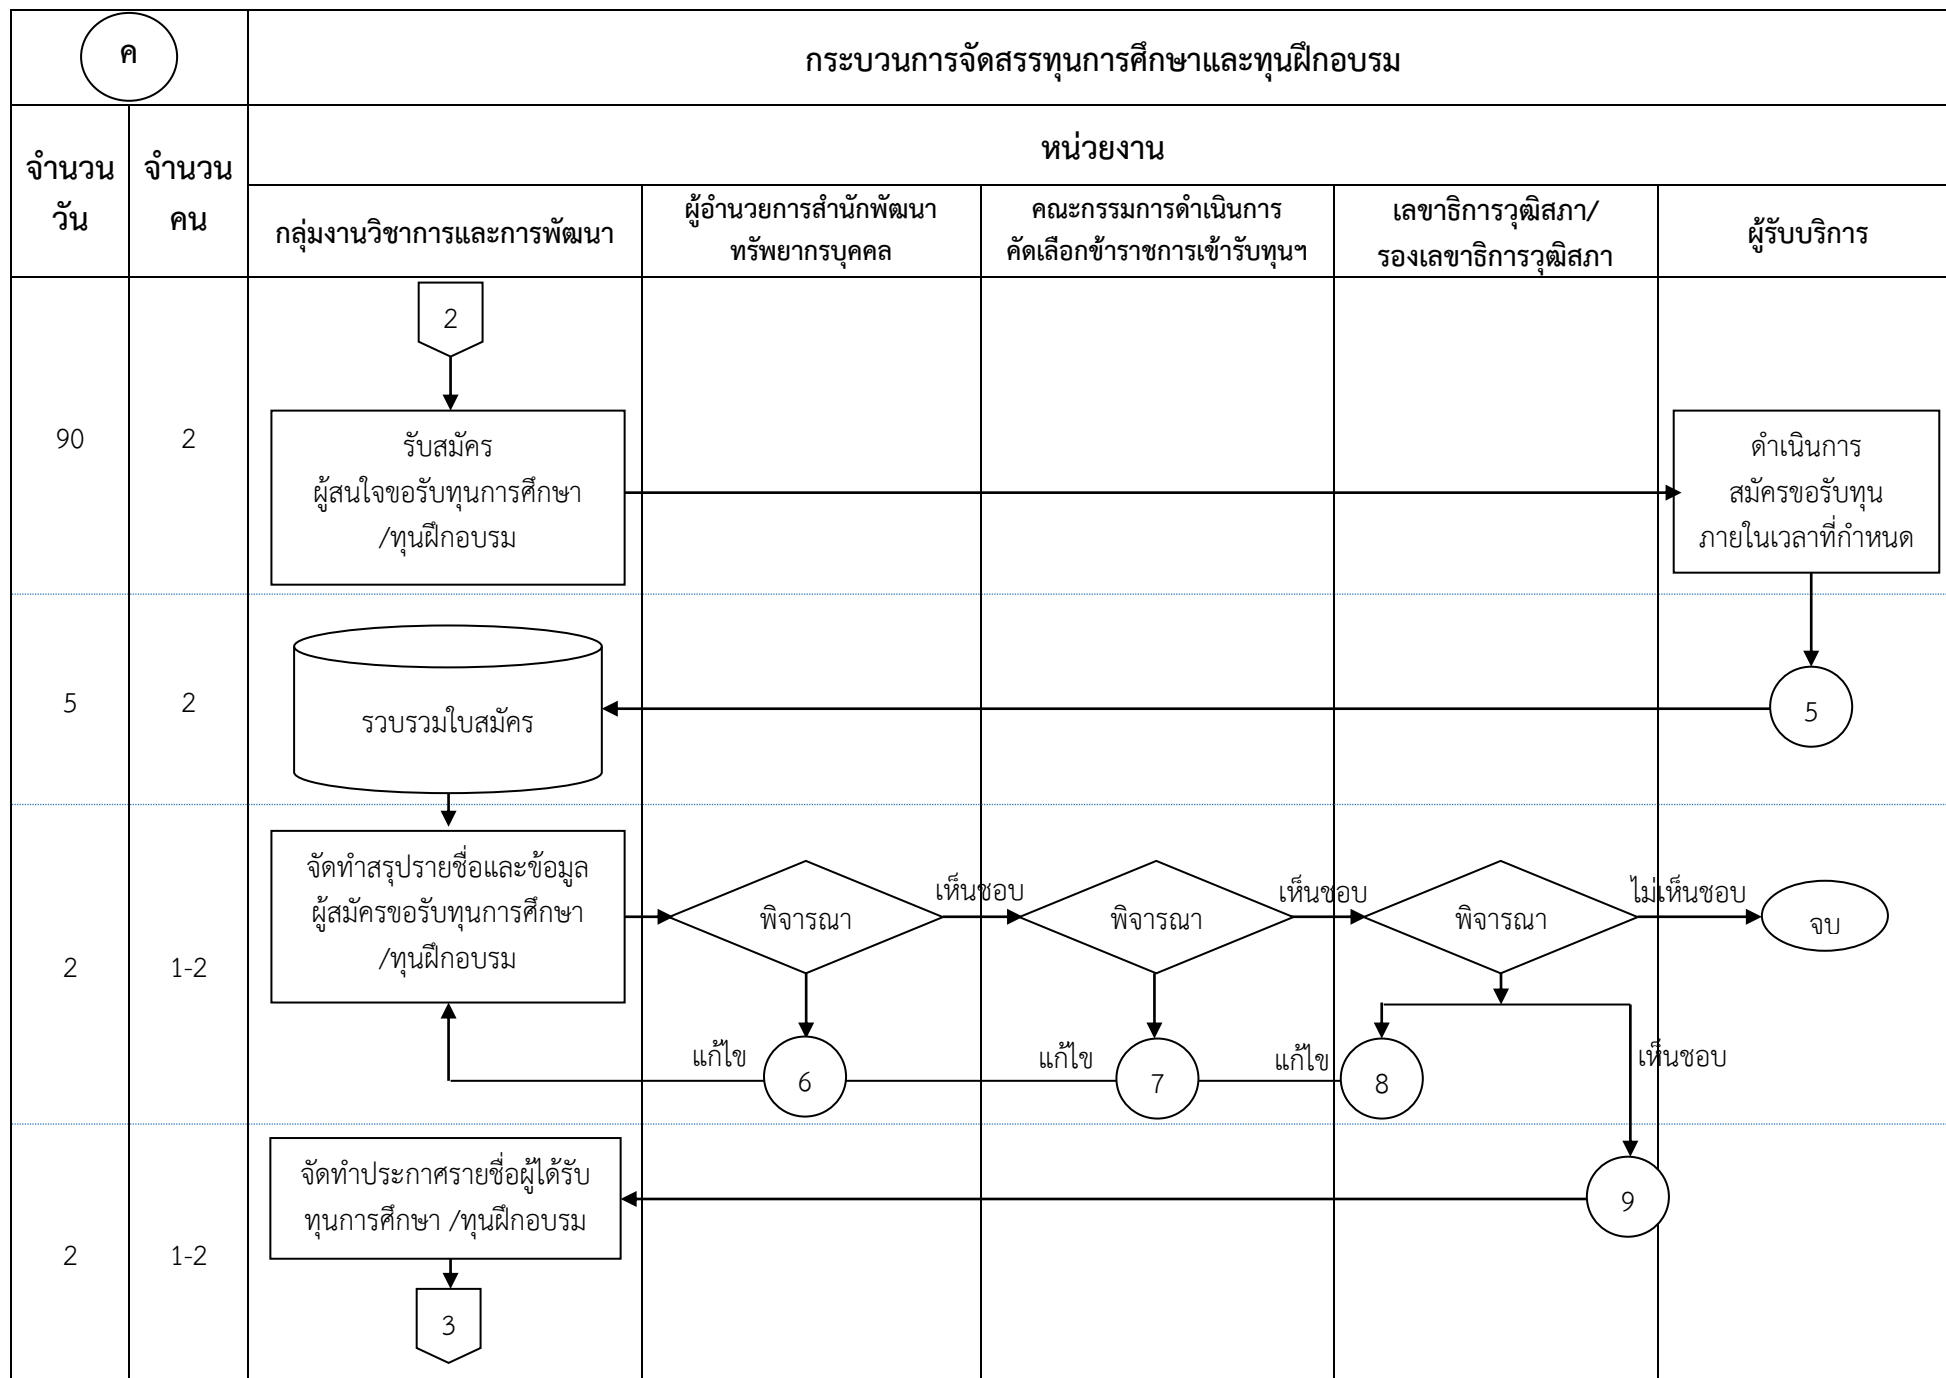 ค
กระบวนการจัดสรรทุนการศึกษาและทุนฝึกอบรม
จำนวน
วัน
จำนวน
คน
หน่วยงาน
กลุ่มงานวิชาการและการพัฒนา
ผู้อำนวยการสำนักพัฒนา
ทรัพยากรบุคคล
คณะกรรมการดำเนินการ
คัดเลือกข้าราชการเข้ารับทุนฯ
เลขาธิการวุฒิสภา/
รองเลขาธิการวุฒิสภา
ผู้รับบริการ
2
90
2
รับสมัคร
ผู้สนใจขอรับทุนการศึกษา
/ทุนฝึกอบรม
ดำเนินการ
สมัครขอรับทุน
ภายในเวลาที่กำหนด
5
2
รวบรวมใบสมัคร
5
2
1-2
จัดทำสรุปรายชื่อและข้อมูล
ผู้สมัครขอรับทุนการศึกษา
/ทุนฝึกอบรม
พิจารณา
เห็นชอบ
พิจารณา
เห็นชอบ
พิจารณา
ไม่เห็นชอบ
จบ
แก้ไข
6
แก้ไข
7
แก้ไข
8
เห็นชอบ
2
1-2
จัดทำประกาศรายชื่อผู้ได้รับ
ทุนการศึกษา /ทุนฝึกอบรม
9
3